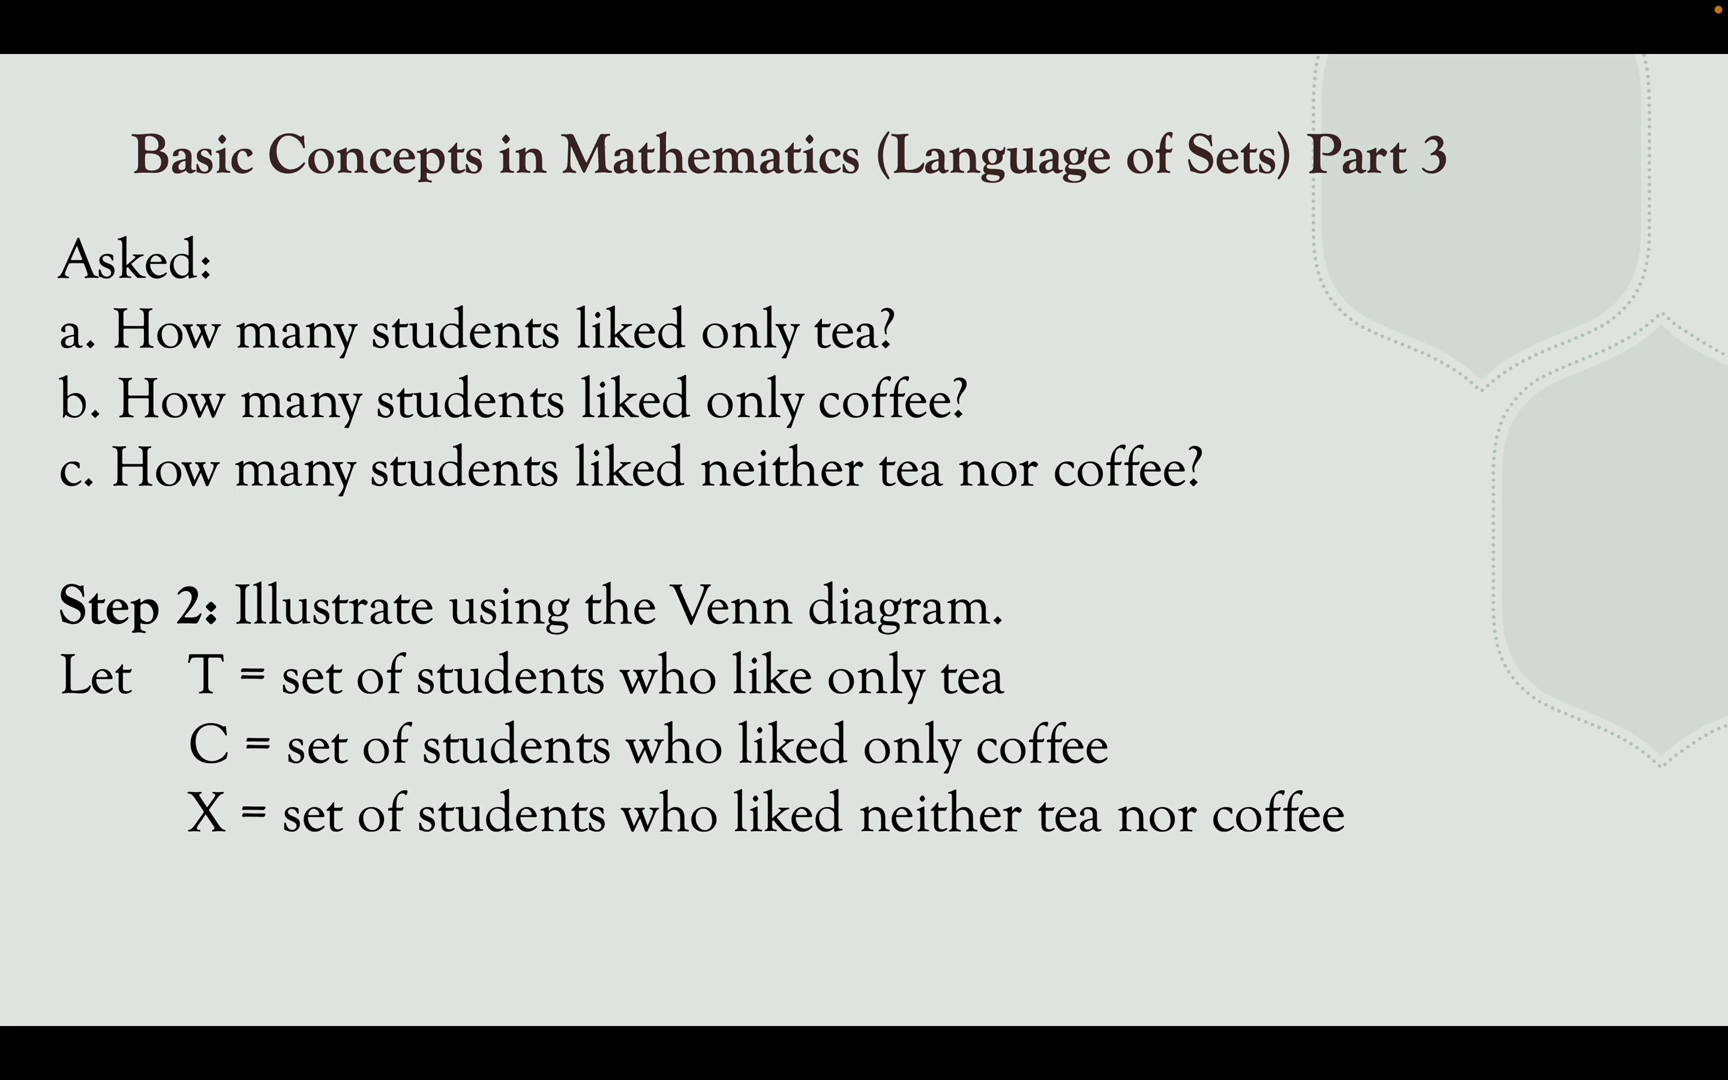 Basic Concepts in Mathematics (Language of Sets) Part 3
Asked:
a. How many students liked only tea?
b. How many students liked only coffee?
c. How many students liked neither tea nor coffee?
Step 2: Illustrate using the Venn diagram.
Let T = set of students who like only tea
C = set of students who liked only coffee
X = set of students who liked neither tea nor coffee